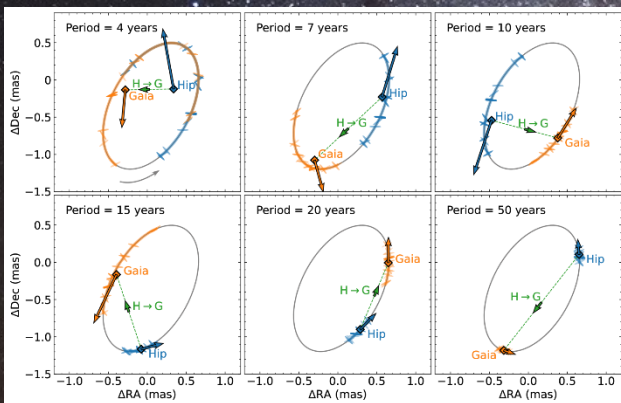 Period = 4 years
Period = 7 years
Period = 10 years
0.5
0
−0.5
−1.0
−1.5
ΔDec (mas)
H→G
Hip
Gaia
H→G
Hip
Gaia
Hip
H→G
Gaia
Period = 15 years
Period = 20 years
Period = 50 years
0.5
0.0
−0.5
−1.0
−1.5
ΔDec (mas)
Gaia
H→G
Hip
Gaia
H→G
Hip
Hip
H→G
Gaia
−1.0 −0.5 0.0 0.5 1.0
−1.0 −0.5 0.0 0.5 1.0
−1.0 −0.5 0.0 0.5 1.0
ΔRA (mas)
ΔRA (mas)
ΔRA (mas)